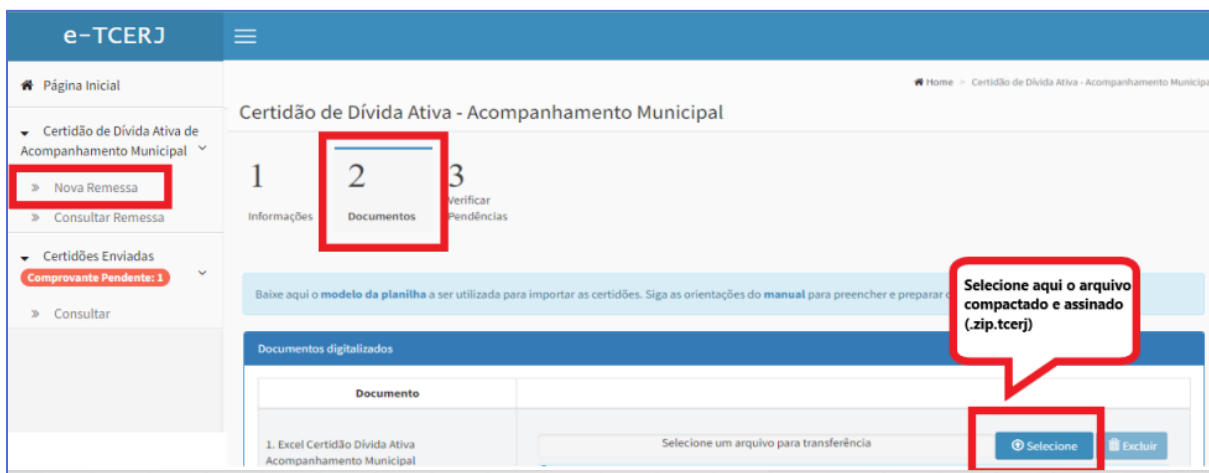 e-TCERJ
Página Inicial
Home > Certidão de Dívida Ativa - Acompanhamento Municipa
Certidão de Dívida Ativa - Acompanhamento Municipal
Certidão de Dívida Ativa de
Acompanhamento Municipal
» Nova Remessa
» Consultar Remessa
Certidões Enviadas
Comprovante Pendente: 1
» Consultar
1
Informações
2
Documentos
3
Verificar
Pendências
Baixe aqui o modelo da planilha a ser utilizada para importar as certidões. Siga as orientações do manual para preencher e preparar
Selecione aqui o arquivo
compactado e assinado
(.zip.tcerj)
Documentos digitalizados
Documento
1. Excel Certidão Dívida Ativa
Acompanhamento Municipal
Selecione um arquivo para transferência
Selecione
Excluir